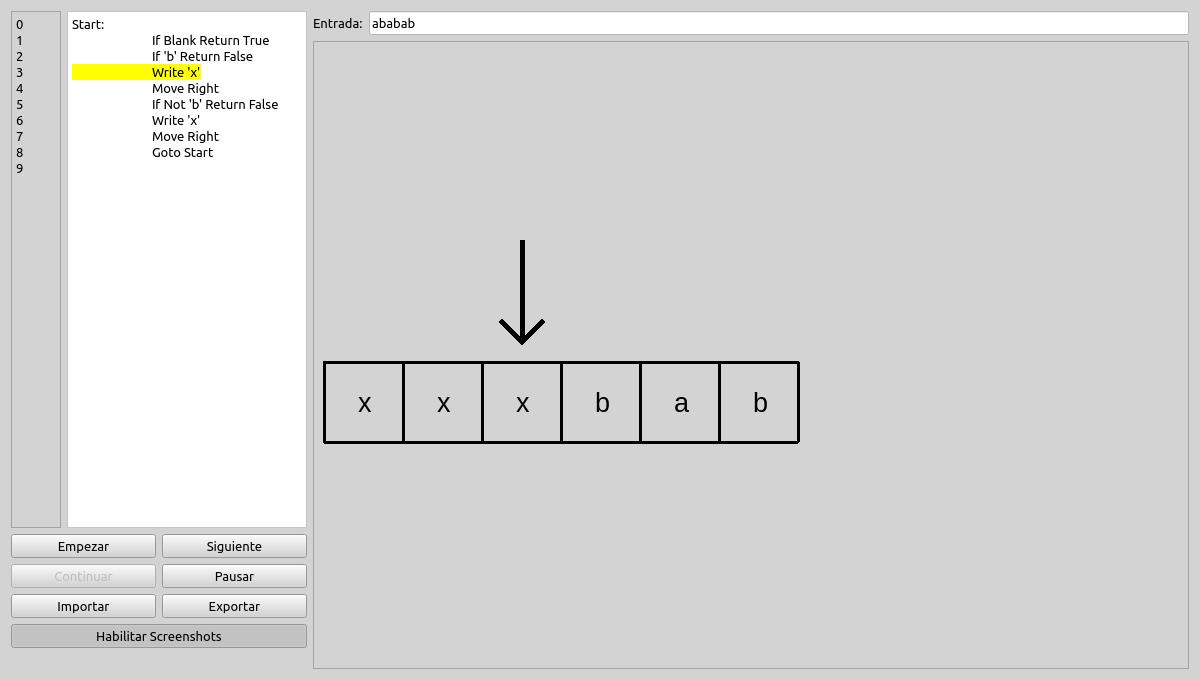 0 Start:
1 If Blank Return True
2 If 'b' Return False
3 Write 'x'
4 Move Right
5 If Not 'b' Return False
6 Write 'x'
7 Move Right
8 Goto Start
9
Empezar Siguiente
Continuar Pausar
Importar Exportar
Habilitar Screenshots
Entrada: ababab
x x x b a b